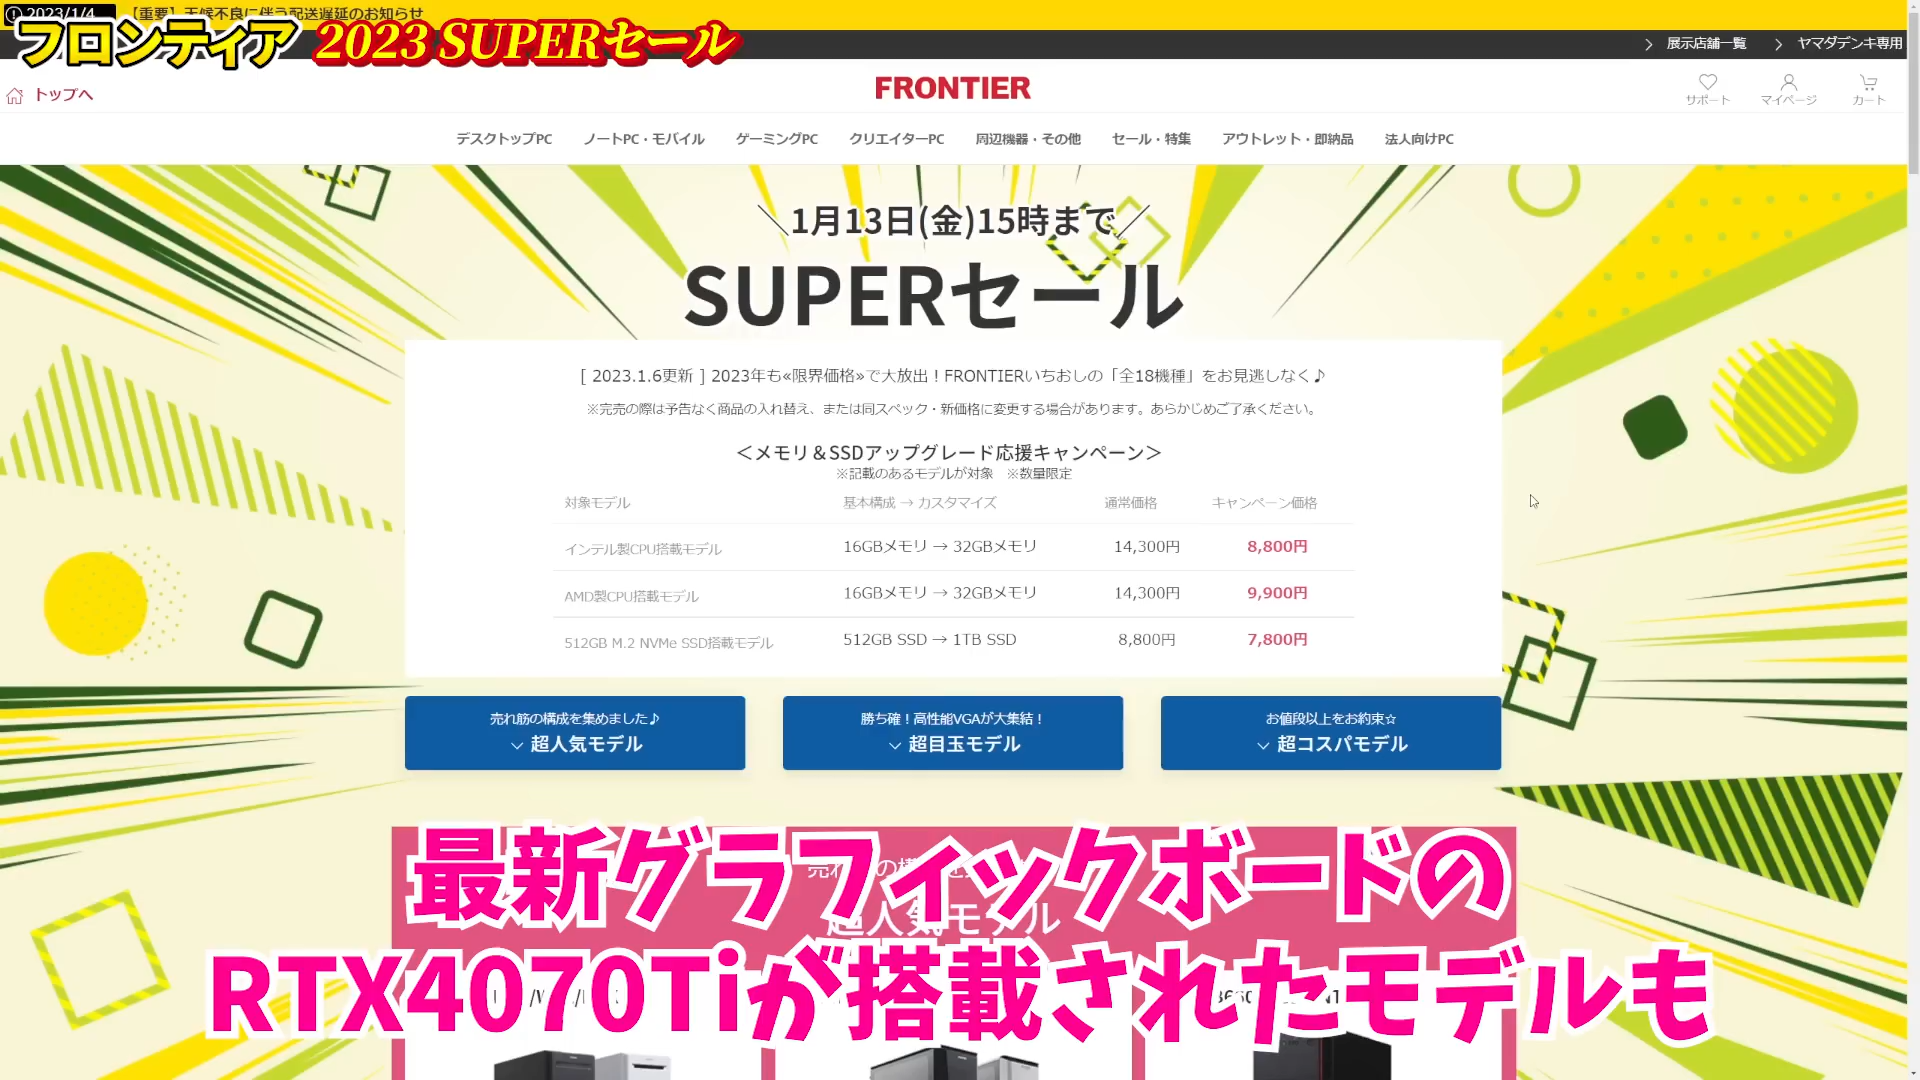 2023/1/4 【重要】天候不良に伴う配送遅延のお知らせ
フロンティア 2023 SUPERセール
展示店舗一覧 ヤマダデンキ専用
トップへ
FRONTIER
サポート マイページ カート
デスクトップPC ノートPC・モバイル ゲーミングPC クリエイターPC 周辺機器・その他 セール・特集 アウトレット・即納品 法人向けPC
＼1月13日(金)15時まで／
SUPERセール
[ 2023.1.6更新 ] 2023年も«限界価格»で大放出！FRONTIERいちおしの「全18機種」をお見逃しなく♪
※完売の際は予告なく商品の入れ替え、または同スペック・新価格に変更する場合があります。あらかじめご了承ください。
＜メモリ＆SSDアップグレード応援キャンペーン＞
※記載のあるモデルが対象 ※数量限定
対象モデル 基本構成 → カスタマイズ 通常価格 キャンペーン価格
インテル製CPU搭載モデル 16GBメモリ → 32GBメモリ 14,300円 8,800円
AMD製CPU搭載モデル 16GBメモリ → 32GBメモリ 14,300円 9,900円
512GB M.2 NVMe SSD搭載モデル 512GB SSD → 1TB SSD 8,800円 7,800円
売れ筋の構成を集めました♪
超人気モデル
勝ち確！高性能VGAが大集結！
超目玉モデル
お値段以上をお約束☆
超コスパモデル
超人気モデル
最新グラフィックボードの
RTX4070Tiが搭載されたモデルも